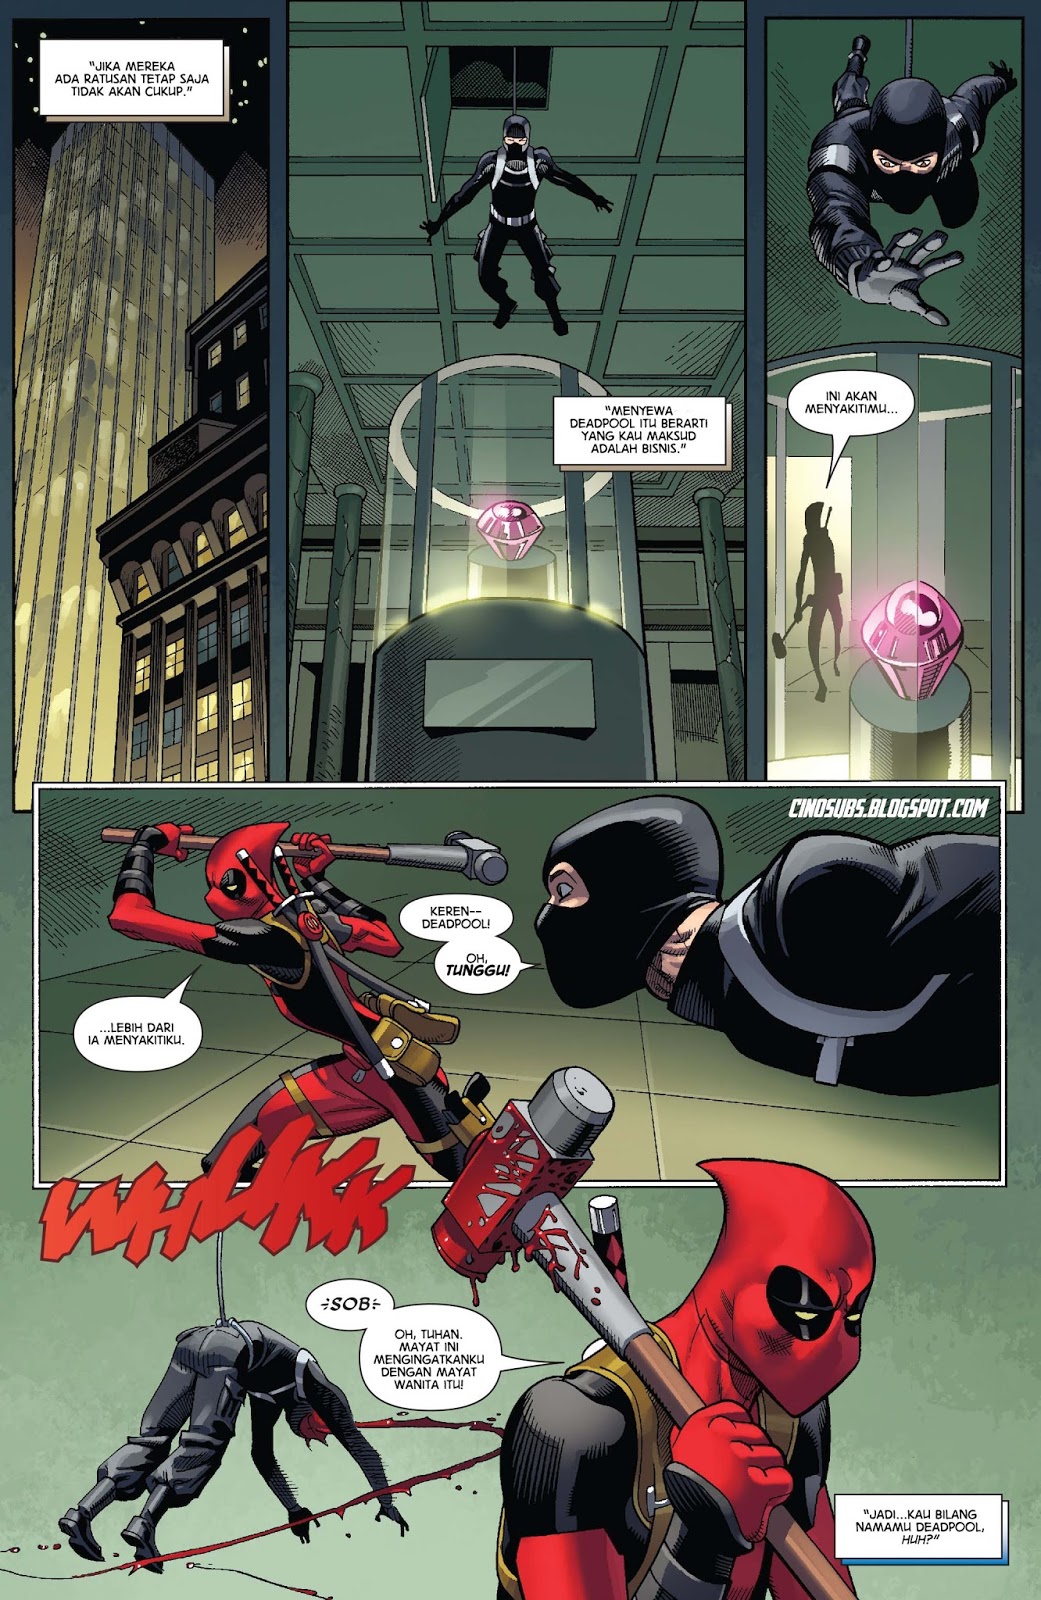 "JIKA MEREKA
ADA RATUSAN TETAP SAJA
TIDAK AKAN CUKUP."
"MENYEWA
DEADPOOL ITU BERARTI
YANG KAU MAKSUD
ADALAH BISNIS."
INI AKAN
MENYAKITIMU...
CINOSUBS.BLOGSPOT.COM
KEREN--
DEADPOOL!
OH,
TUNGGU!
...LEBIH DARI
IA MENYAKITIKU.
WHUKK
SOB
OH, TUHAN.
MAYAT INI
MENGINGATKANKU
DENGAN MAYAT
WANITA ITU!
"JADI...KAU BILANG
NAMAMU DEADPOOL,
HUH?"